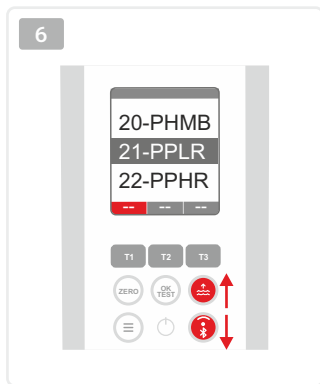 6
20-PHMB
21-PPLR
22-PPHR
-- -- --
T1 T2 T3
ZERO OK TEST